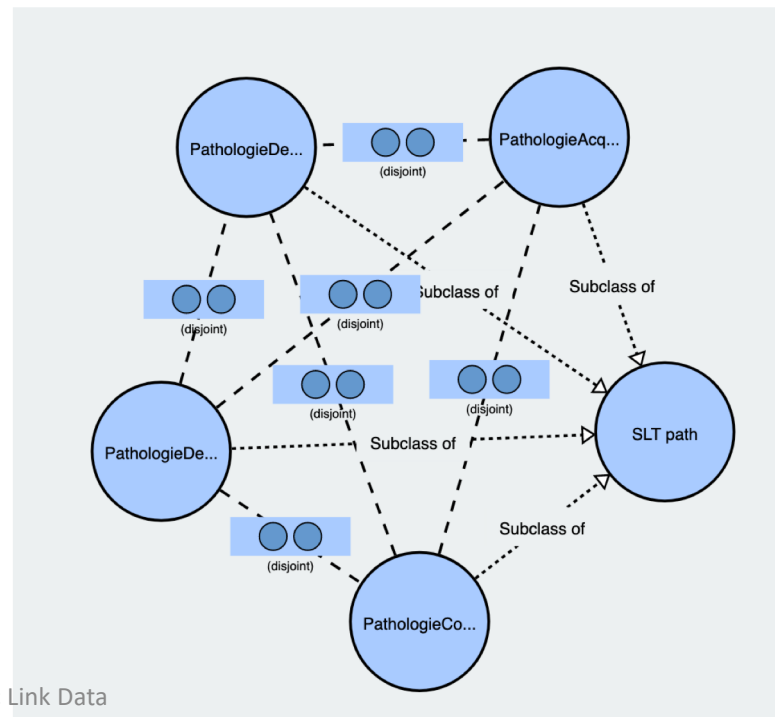 PathologieDe...
PathologieAcq...
(disjoint)
Subclass of
Subclass of
(disjoint)
(disjoint)
(disjoint)
(disjoint)
SLT path
PathologieDe...
Subclass of
Subclass of
(disjoint)
PathologieCo...
Link Data